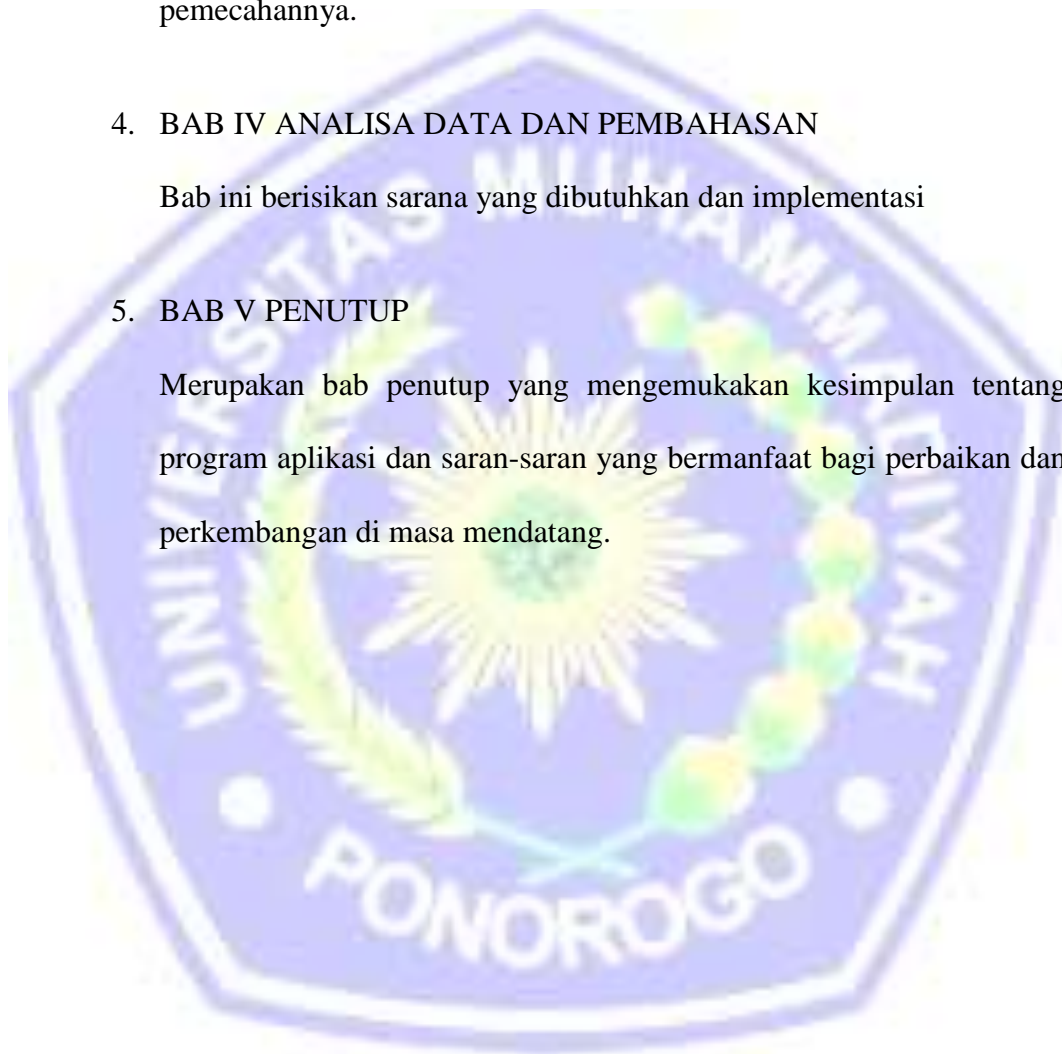 pemecahannya.
4. BAB IV ANALISA DATA DAN PEMBAHASAN
Bab ini berisikan sarana yang dibutuhkan dan implementasi
5. BAB V PENUTUP
Merupakan bab penutup yang mengemukakan kesimpulan tentang
program aplikasi dan saran-saran yang bermanfaat bagi perbaikan dan
perkembangan di masa mendatang.
UNIVERSITAS MUHAMMADIYAH
PONOROGO